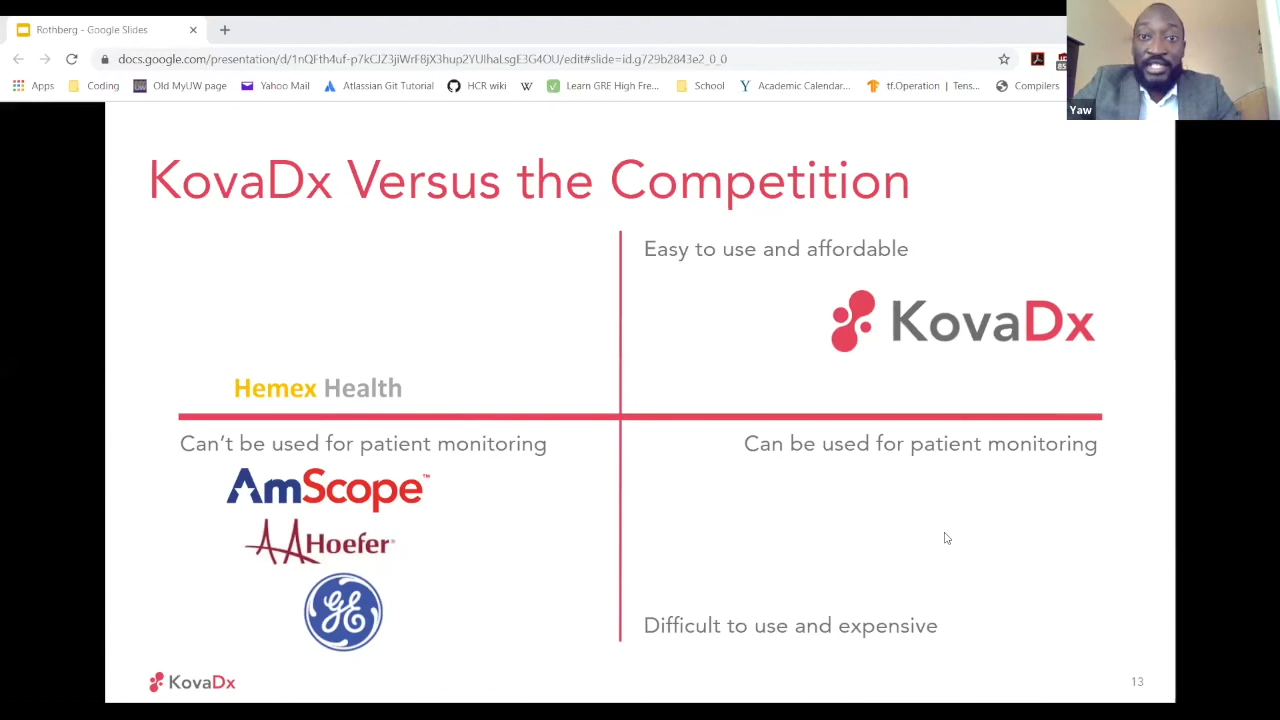 Rothberg - Google Slides
docs.google.com/presentation/d/1nQFth4uf-r7kCJZ3jiWrF8jX3hup2YUIhaLsgE3G4OU/edit#slide=id.g729b2843e2_0_0
Apps Coding Old MyUW page Yahoo Mail Atlassian Git Tutorial HCR wiki W Learn GRE High Fre... School Academic Calendar... tf.Operation | Tens... Compilers
Yaw
KovaDx Versus the Competition
Easy to use and affordable
KovaDx
Hemex Health
Can't be used for patient monitoring
Can be used for patient monitoring
AmScope™
Hoefer®
GE
Difficult to use and expensive
KovaDx
13